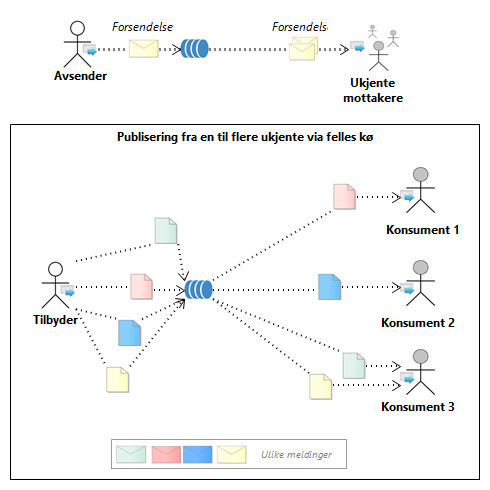 Forsendelse
Forsendels
Avsender
Ukjente
mottakere
Publisering fra en til flere ukjente via felles kø
Konsument 1
Tilbyder
Konsument 2
Konsument 3
Ulike meldinger